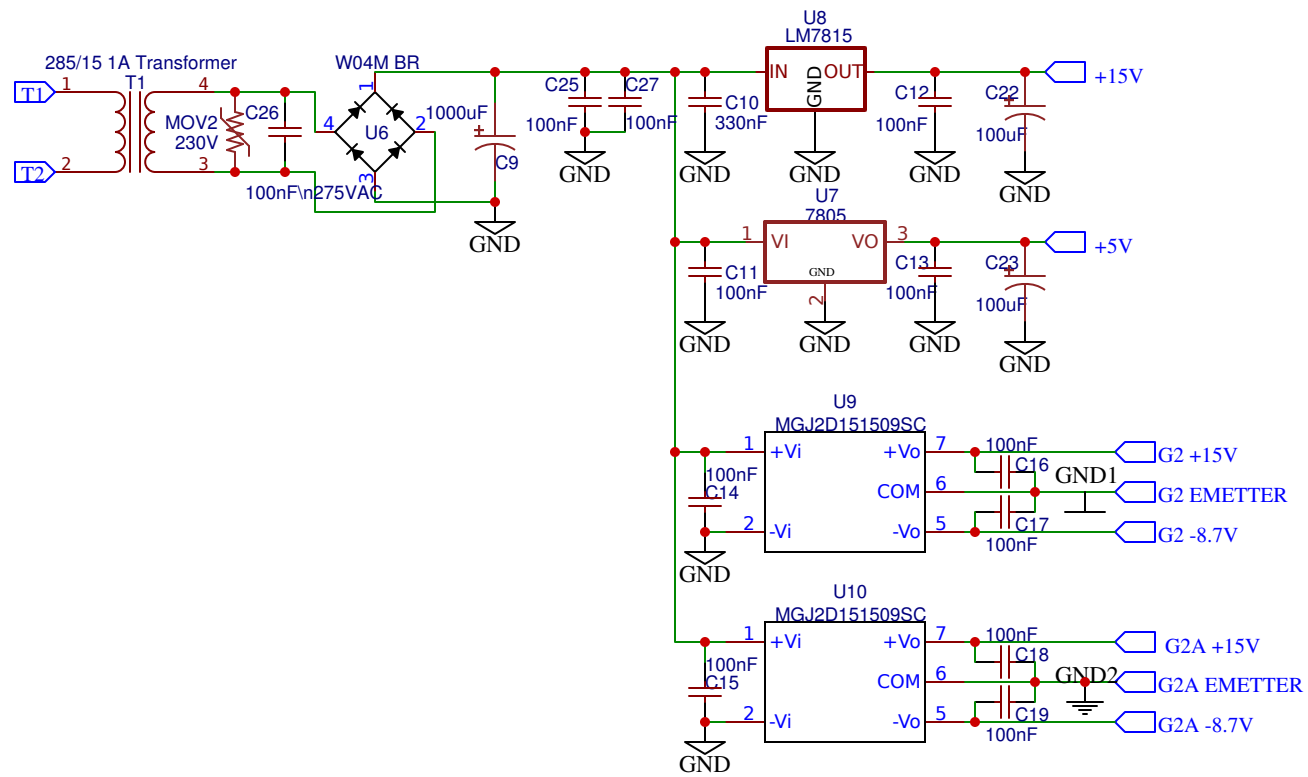 285/15 1A Transformer
T1
T1
1
4
T2
2
3
MOV2
230V
C26
100nF\n275VAC
W04M BR
1
4
U6
2
3
1000uF
C9
GND
C25
100nF
C27
100nF
GND
C10
330nF
GND
U8
LM7815
IN
GND
OUT
GND
C12
100nF
GND
C22
100uF
GND
+15V
U7
7805
1
VI
VO
3
GND
2
GND
C11
100nF
GND
C13
100nF
GND
C23
100uF
GND
+5V
U9
MGJ2D151509SC
1
+Vi
+Vo
7
COM
6
2
-Vi
-Vo
5
100nF
C14
GND
100nF
C16
C17
100nF
GND1
G2 +15V
G2 EMETTER
G2 -8.7V
U10
MGJ2D151509SC
1
+Vi
+Vo
7
COM
6
2
-Vi
-Vo
5
100nF
C15
GND
100nF
C18
C19
100nF
GND2
G2A +15V
G2A EMETTER
G2A -8.7V